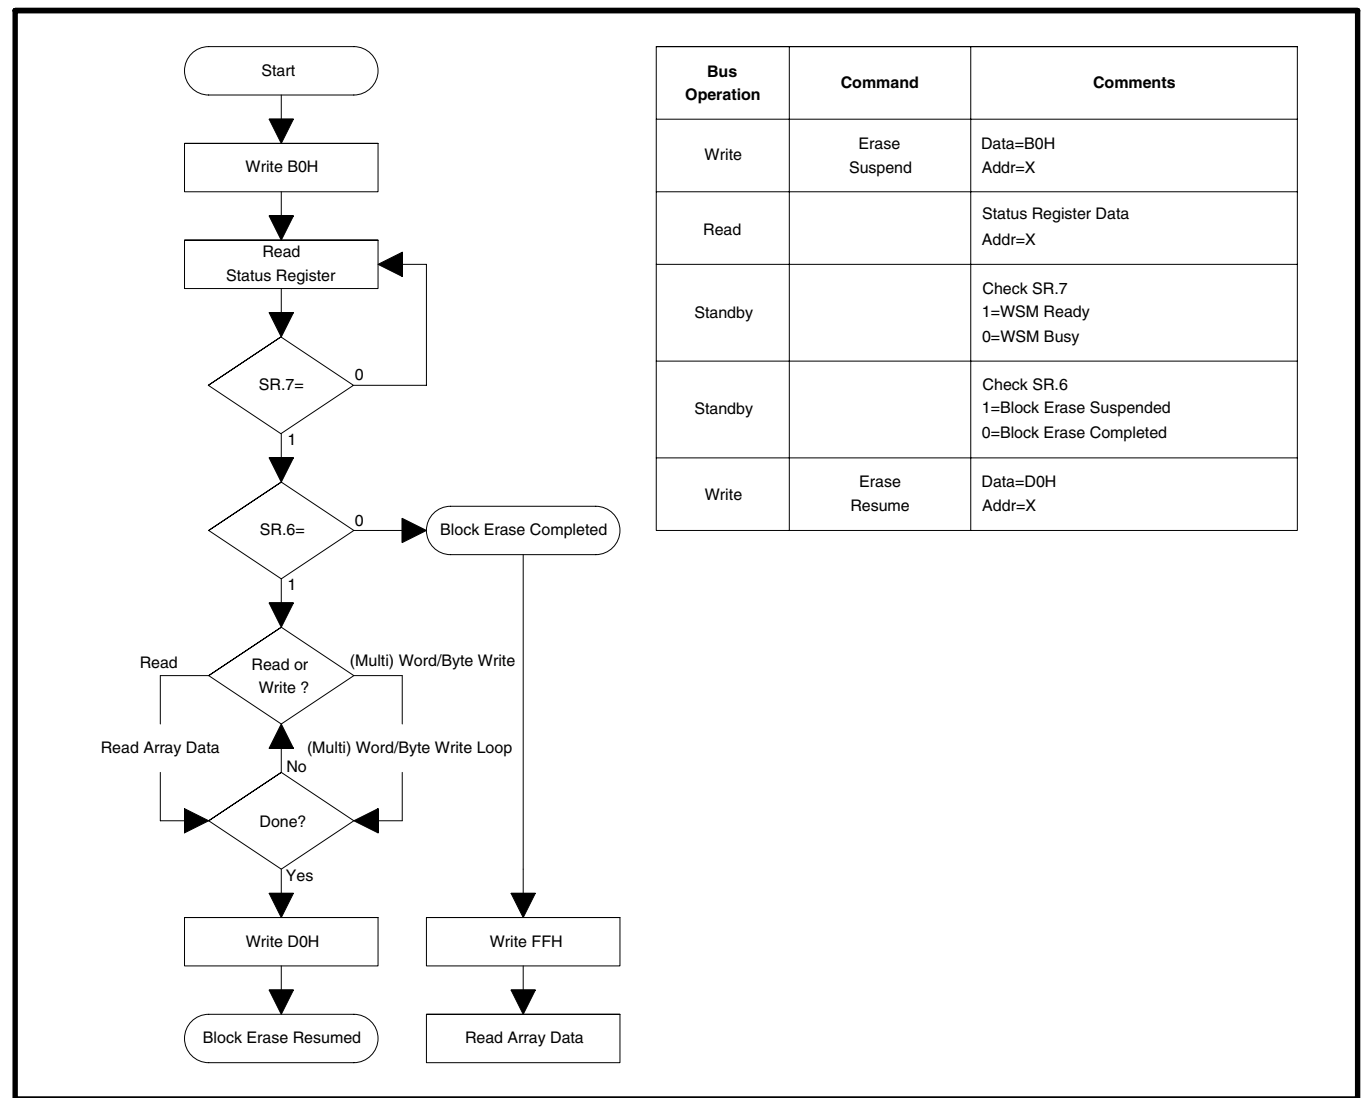 Start
Write B0H
Read
Status Register
SR.7=
0
1
SR.6=
0
Block Erase Completed
1
Read or
Write ?
Read
(Multi) Word/Byte Write
Read Array Data
(Multi) Word/Byte Write Loop
No
Done?
Yes
Write D0H
Write FFH
Block Erase Resumed
Read Array Data
Bus
Operation
Command
Comments
Write
Erase
Suspend
Data=B0H
Addr=X
Read
Status Register Data
Addr=X
Standby
Check SR.7
1=WSM Ready
0=WSM Busy
Standby
Check SR.6
1=Block Erase Suspended
0=Block Erase Completed
Write
Erase
Resume
Data=D0H
Addr=X